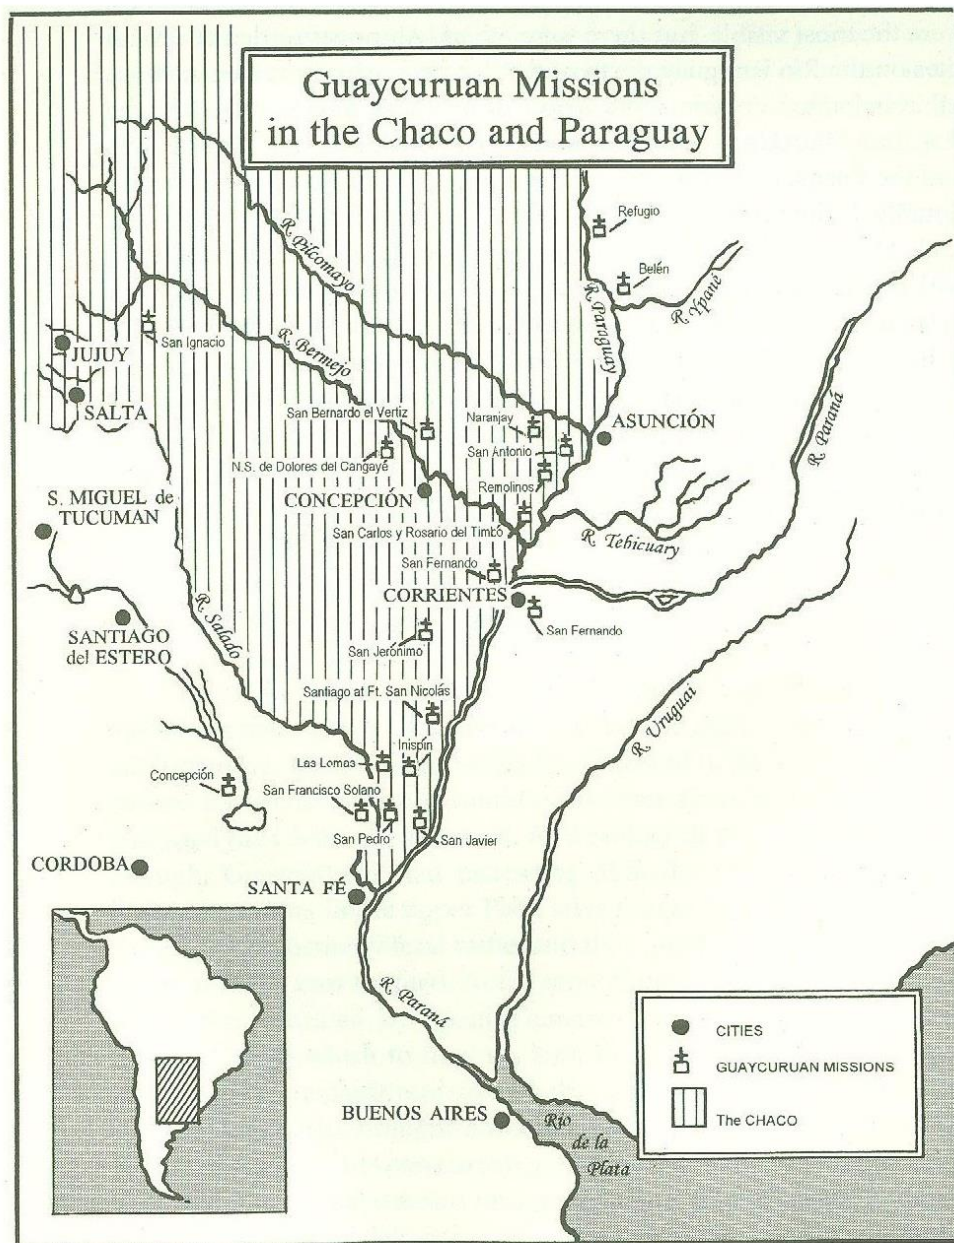 Guaycuruan Missions
in the Chaco and Paraguay
Refugio
Belén
R. Pilcomayo
R. Paraguay
R. Ypané
San Ignacio
JUJUY
R. Bermejo
SALTA
San Bernardo el Vertiz
Naranjay
ASUNCIÓN
R. Paraná
N.S. de Dolores del Cangayé
San Antonio
Remolinos
CONCEPCIÓN
S. MIGUEL de
TUCUMAN
San Carlos y Rosario del Timbó
R. Tebicuary
San Fernando
CORRIENTES
San Fernando
R. Salado
SANTIAGO
del ESTERO
San Jerónimo
Santiago at Ft. San Nicolás
R. Uruguai
Inispín
Las Lomas
Concepción
San Francisco Solano
San Pedro
San Javier
CORDOBA
SANTA FÉ
R. Paraná
BUENOS AIRES
Río
de la
Plata
CITIES
GUAYCURUAN MISSIONS
The CHACO